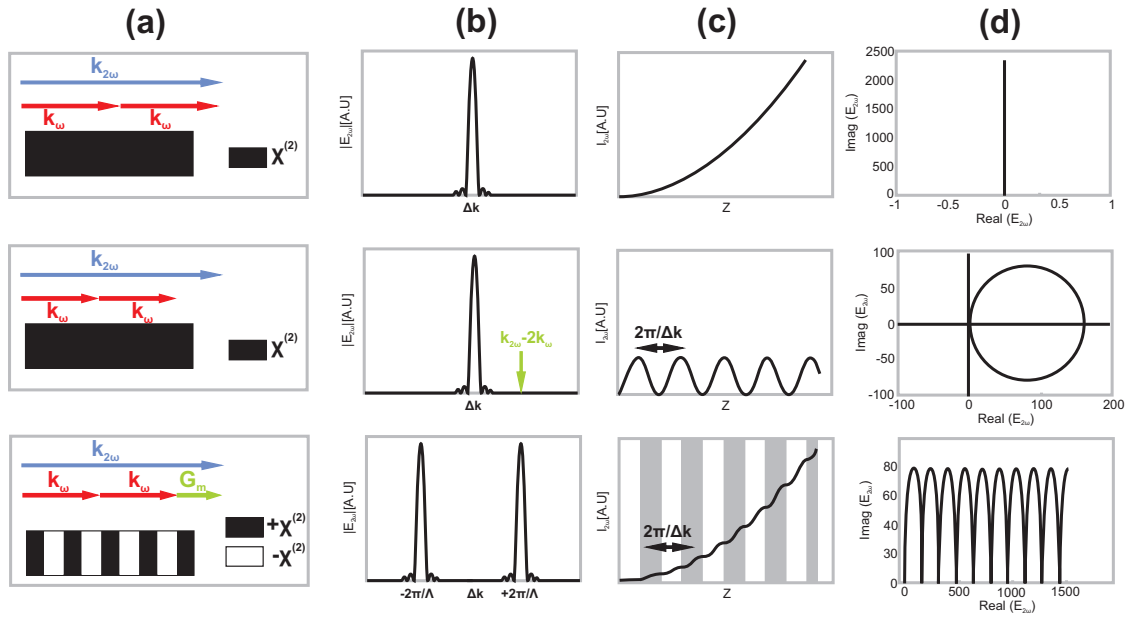 (a) (b) (c) (d)
k2ω
kω kω
χ(2)
|E2ω|[A.U]
Δk
I2ω[A.U]
Z
2500
2000
1500
1000
500
0
-1 -0.5 0 0.5 1
Imag (E2ω)
Real (E2ω)
k2ω
kω kω
χ(2)
|E2ω|[A.U]
k2ω-2kω
Δk
I2ω[A.U]
2π/Δk
Z
100
50
0
-50
-100
-100 0 100 200
Imag (E2ω)
Real (E2ω)
k2ω
kω kω Gm
+χ(2)
-χ(2)
|E2ω|[A.U]
-2π/Λ Δk +2π/Λ
I2ω[A.U]
2π/Δk
Z
80
60
40
30
20
0
0 500 1000 1500
Imag (E2ω)
Real (E2ω)